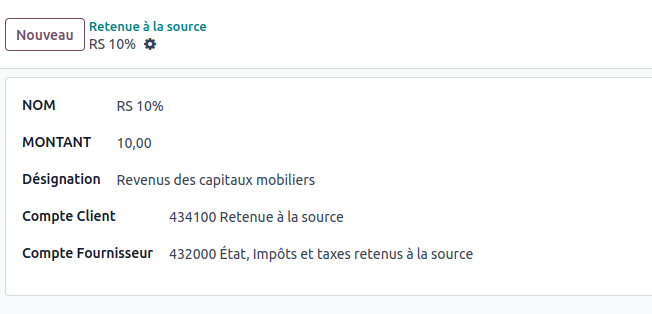 Nouveau
Retenue à la source
RS 10%
NOM RS 10%
MONTANT 10,00
Désignation Revenus des capitaux mobiliers
Compte Client 434100 Retenue à la source
Compte Fournisseur 432000 État, Impôts et taxes retenus à la source